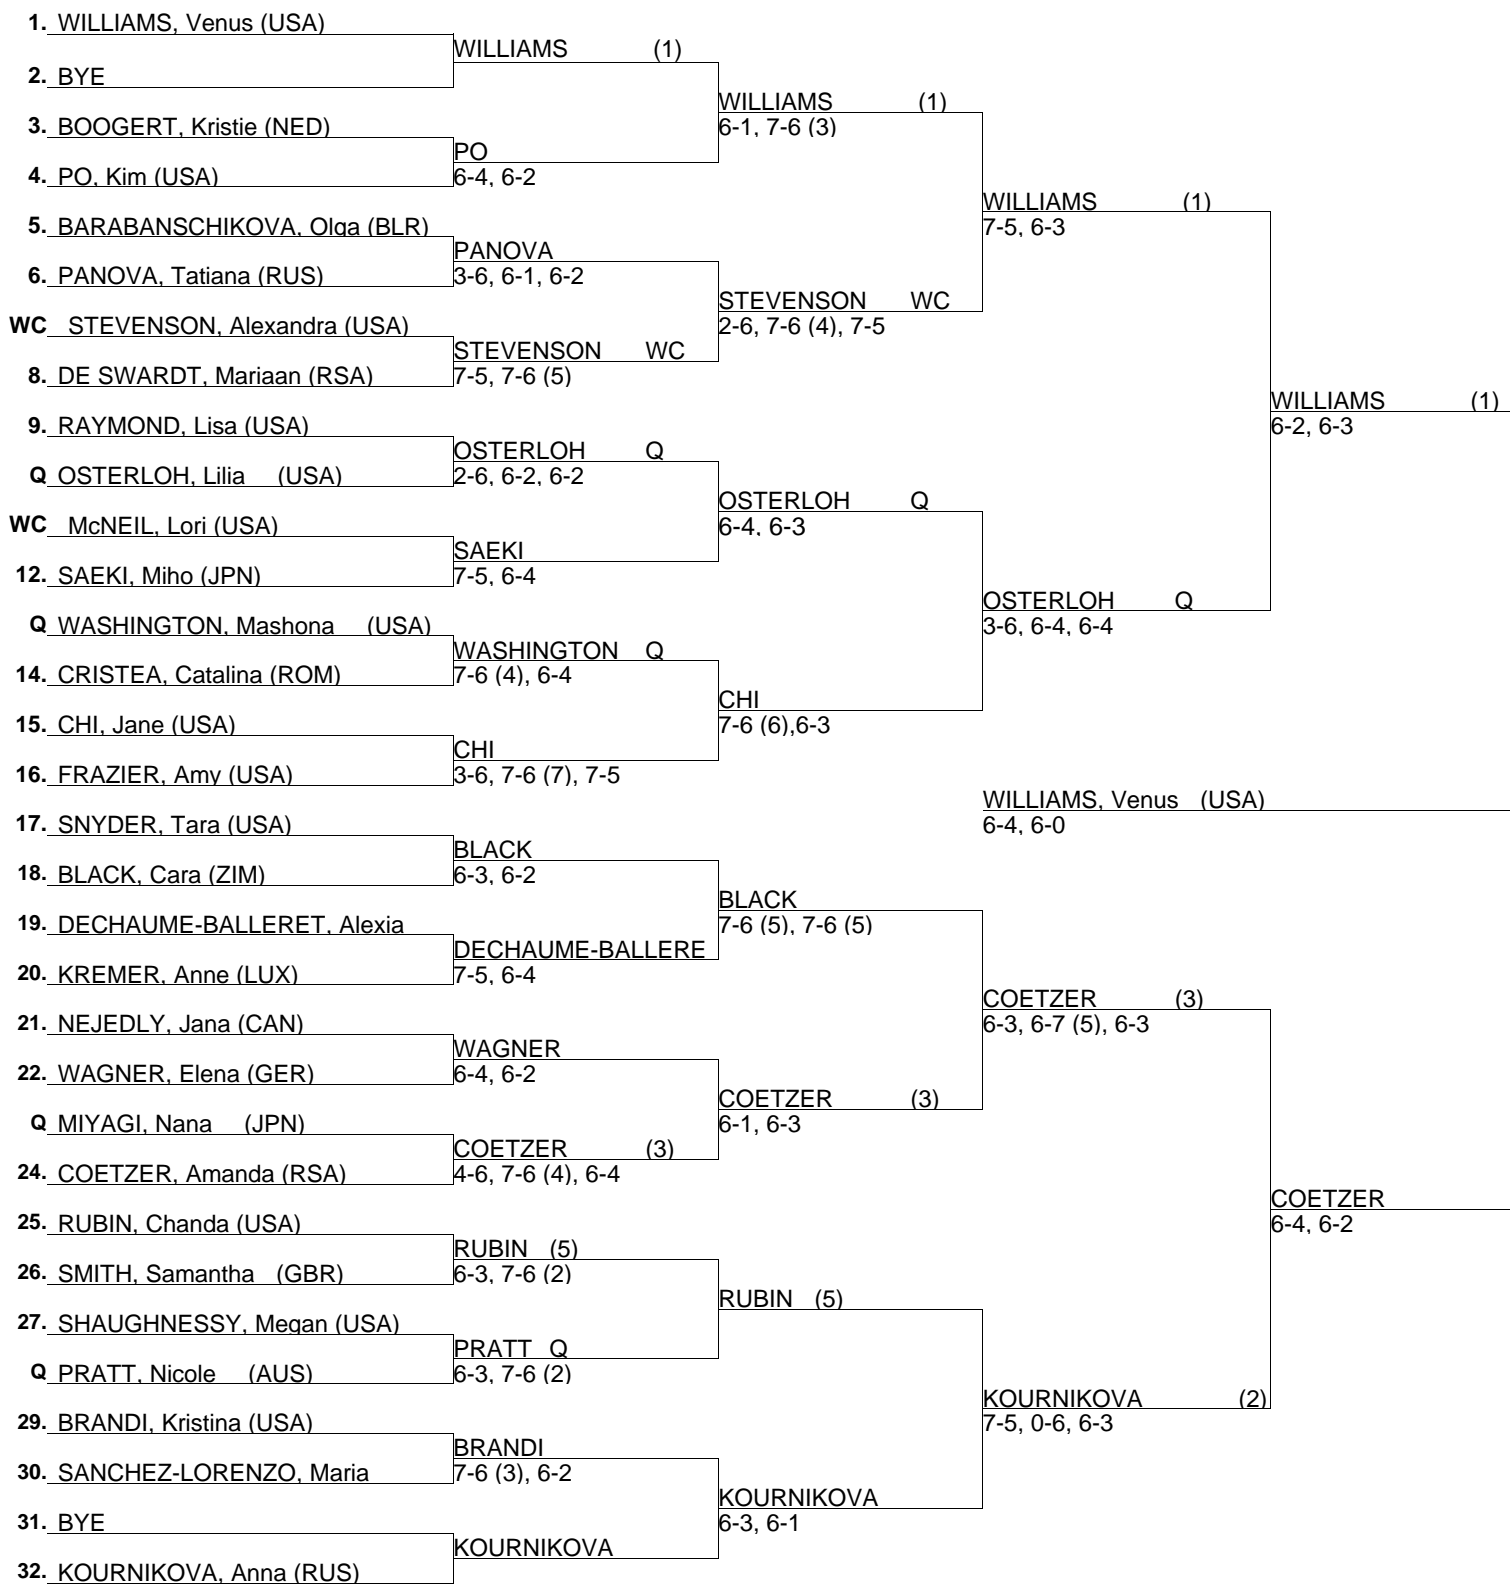 1. WILLIAMS, Venus (USA)
WILLIAMS (1)
2. BYE
WILLIAMS (1)
6-1, 7-6 (3)
3. BOOGERT, Kristie (NED)
PO
6-4, 6-2
4. PO, Kim (USA)
WILLIAMS (1)
7-5, 6-3
5. BARABANSCHIKOVA, Olga (BLR)
PANOVA
3-6, 6-1, 6-2
6. PANOVA, Tatiana (RUS)
STEVENSON WC
2-6, 7-6 (4), 7-5
WC STEVENSON, Alexandra (USA)
STEVENSON WC
7-5, 7-6 (5)
8. DE SWARDT, Mariaan (RSA)
WILLIAMS (1)
6-2, 6-3
9. RAYMOND, Lisa (USA)
OSTERLOH Q
2-6, 6-2, 6-2
Q OSTERLOH, Lilia (USA)
OSTERLOH Q
6-4, 6-3
WC McNEIL, Lori (USA)
SAEKI
7-5, 6-4
12. SAEKI, Miho (JPN)
OSTERLOH Q
3-6, 6-4, 6-4
Q WASHINGTON, Mashona (USA)
WASHINGTON Q
7-6 (4), 6-4
14. CRISTEA, Catalina (ROM)
CHI
7-6 (6),6-3
15. CHI, Jane (USA)
CHI
3-6, 7-6 (7), 7-5
16. FRAZIER, Amy (USA)
WILLIAMS, Venus (USA)
6-4, 6-0
17. SNYDER, Tara (USA)
BLACK
6-3, 6-2
18. BLACK, Cara (ZIM)
BLACK
7-6 (5), 7-6 (5)
19. DECHAUME-BALLERET, Alexia
DECHAUME-BALLERE
7-5, 6-4
20. KREMER, Anne (LUX)
COETZER (3)
6-3, 6-7 (5), 6-3
21. NEJEDLY, Jana (CAN)
WAGNER
6-4, 6-2
22. WAGNER, Elena (GER)
COETZER (3)
6-1, 6-3
Q MIYAGI, Nana (JPN)
COETZER (3)
4-6, 7-6 (4), 6-4
24. COETZER, Amanda (RSA)
COETZER
6-4, 6-2
25. RUBIN, Chanda (USA)
RUBIN (5)
6-3, 7-6 (2)
26. SMITH, Samantha (GBR)
RUBIN (5)
27. SHAUGHNESSY, Megan (USA)
PRATT Q
6-3, 7-6 (2)
Q PRATT, Nicole (AUS)
KOURNIKOVA (2)
7-5, 0-6, 6-3
29. BRANDI, Kristina (USA)
BRANDI
7-6 (3), 6-2
30. SANCHEZ-LORENZO, Maria
KOURNIKOVA
6-3, 6-1
31. BYE
KOURNIKOVA
32. KOURNIKOVA, Anna (RUS)